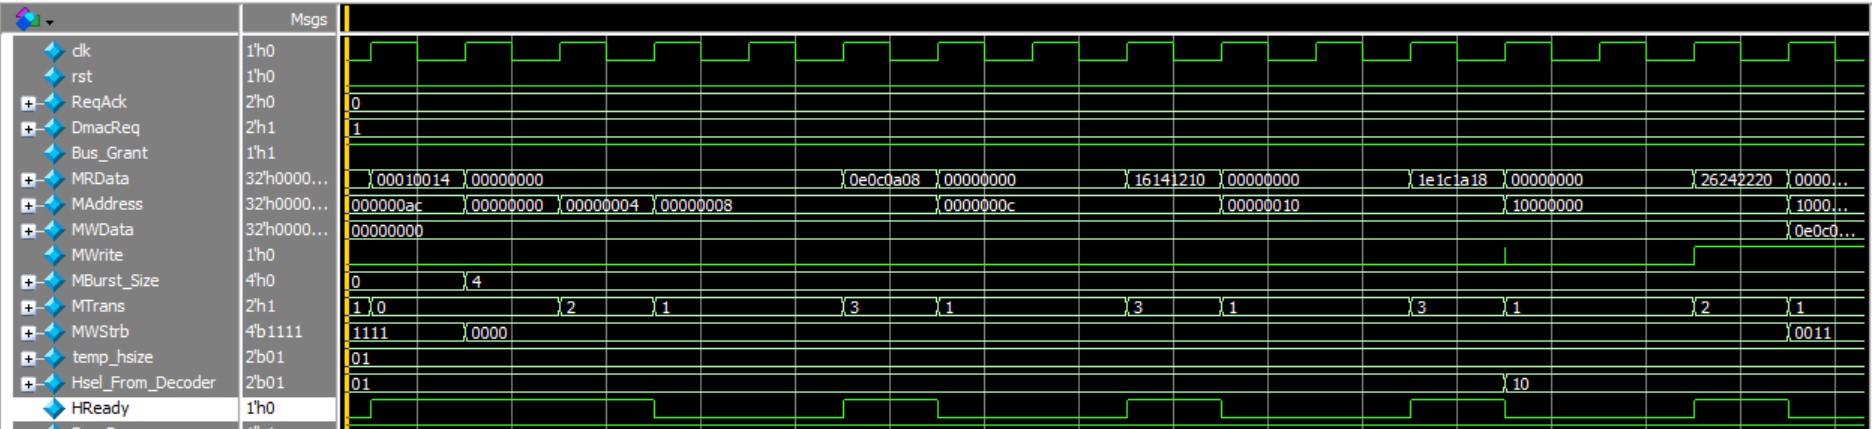 Msgs
clk 1'h0
rst 1'h0
ReqAck 2'h0 0
DmacReq 2'h1 1
Bus_Grant 1'h1
MRData 32'h0000... 00010014 00000000 0e0c0a08 00000000 16141210 00000000 1e1c1a18 00000000 26242220 0000...
MAddress 32'h0000... 000000ac 00000000 00000004 00000008 0000000c 00000010 10000000 1000...
MWData 32'h0000... 00000000 0e0c0...
MWrite 1'h0
MBurst_Size 4'h0 0 4
MTrans 2'h1 1 0 2 1 3 1 3 1 3 1 2 1
MWStrb 4'b1111 1111 0000 0011
temp_hsize 2'b01 01
Hsel_From_Decoder 2'b01 01 10
HReady 1'h0